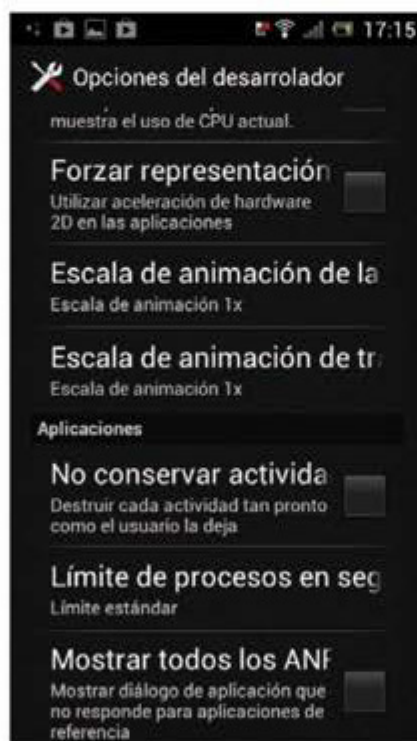 17:15
Opciones del desarrolador
muestra el uso de CPU actual.
Forzar representación
Utilizar aceleración de hardware
2D en las aplicaciones
Escala de animación de la
Escala de animación 1x
Escala de animación de tra
Escala de animación 1x
Aplicaciones
No conservar activida
Destruir cada actividad tan pronto
como el usuario la deja
Límite de procesos en seg
Límite estándar
Mostrar todos los ANR
Mostrar diálogo de aplicación que
no responde para aplicaciones de
referencia